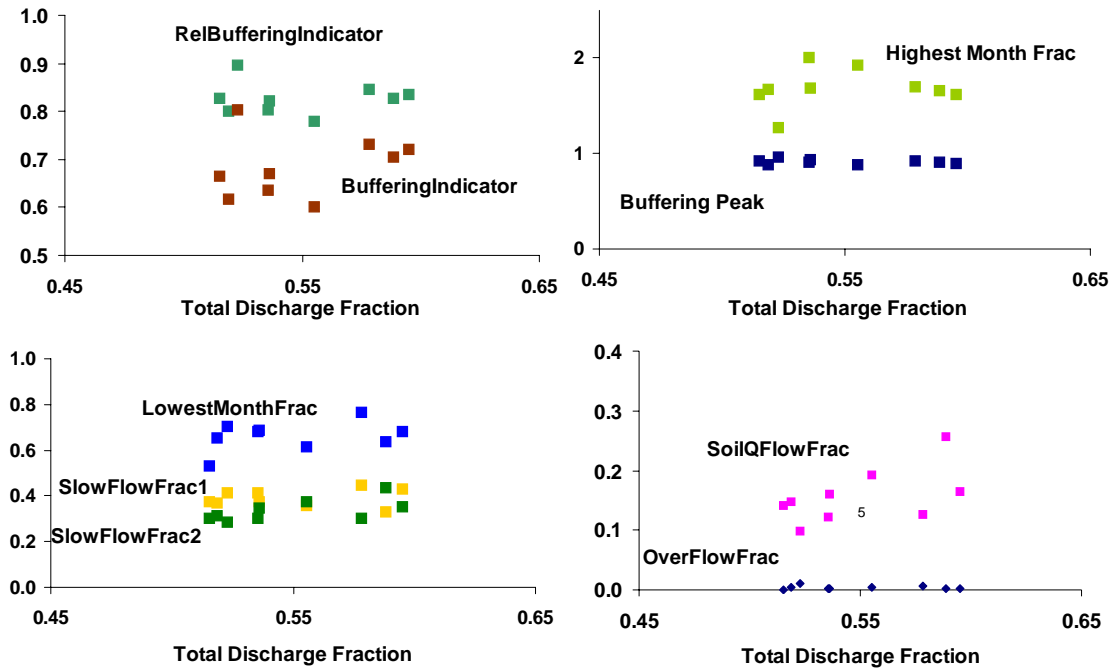 1.0
0.9
0.8
0.7
0.6
0.5
RelBufferingIndicator
BufferingIndicator
0.45
0.55
0.65
Total Discharge Fraction
2
1
0
Highest Month Frac
Buffering Peak
0.45
0.55
0.65
Total Discharge Fraction
1.0
0.8
0.6
0.4
0.2
0.0
LowestMonthFrac
SlowFlowFrac1
SlowFlowFrac2
0.45
0.55
0.65
Total Discharge Fraction
0.4
0.3
0.2
0.1
0.0
SoilQFlowFrac
5
OverFlowFrac
0.45
0.55
0.65
Total Discharge Fraction